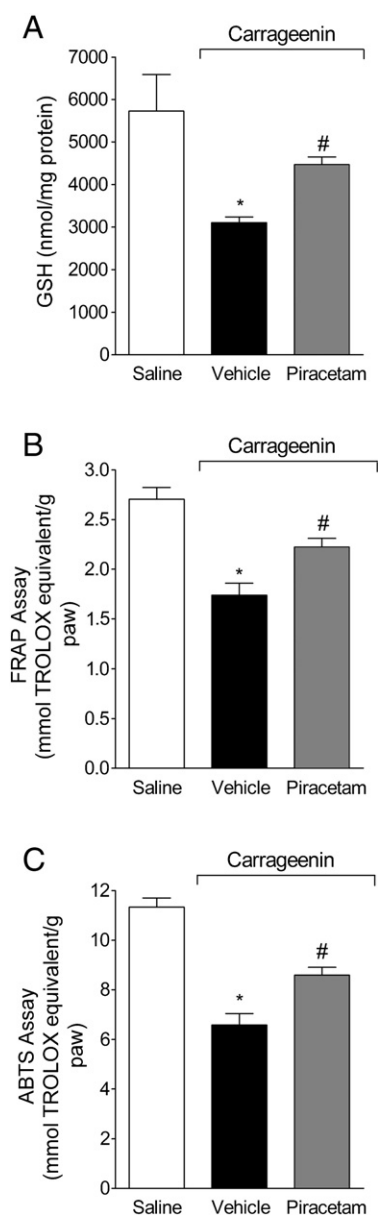 A
Carrageenin
GSH (nmol/mg protein)
7000
6000
5000
4000
3000
2000
1000
0
*
#
Saline Vehicle Piracetam
B
Carrageenin
FRAP Assay
(mmol TROLOX equivalent/g
paw)
3.0
2.5
2.0
1.5
1.0
0.5
0.0
*
#
Saline Vehicle Piracetam
C
Carrageenin
ABTS Assay
(mmol TROLOX equivalent/g
paw)
12
10
8
6
4
2
0
*
#
Saline Vehicle Piracetam